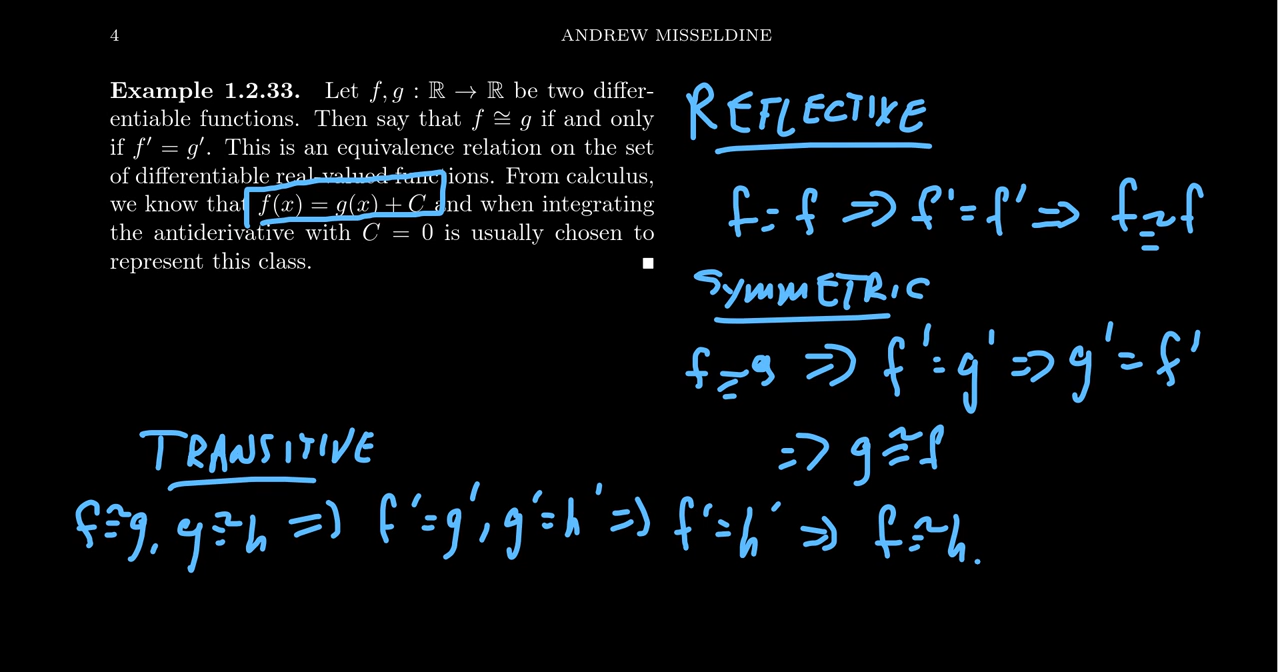 4 ANDREW MISSELDINE
Example 1.2.33. Let f, g : ℝ → ℝ be two differ-
entiable functions. Then say that f ≅ g if and only
if f′ = g′. This is an equivalence relation on the set
of differentiable real-valued functions. From calculus,
we know that f(x) = g(x) + C and when integrating
the antiderivative with C = 0 is usually chosen to
represent this class. ■
REFLECTIVE
f = f ⇒ f′ = f′ ⇒ f ≅ f
SYMMETRIC
f ≅ g ⇒ f′ = g′ ⇒ g′ = f′
⇒ g ≅ f
TRANSITIVE
f ≅ g, g ≅ h ⇒ f′ = g′, g′ = h′ ⇒ f′ = h′ ⇒ f ≅ h.